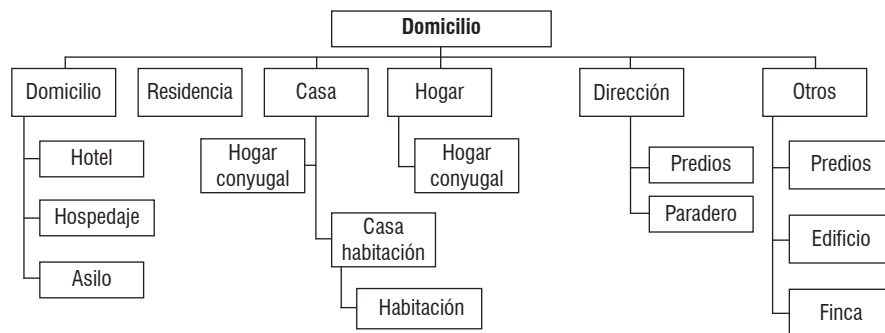 Domicilio
Domicilio
Residencia
Casa
Hogar
Dirección
Otros
Hotel
Hospedaje
Asilo
Hogar
conyugal
Casa
habitación
Habitación
Hogar
conyugal
Predios
Paradero
Predios
Edificio
Finca